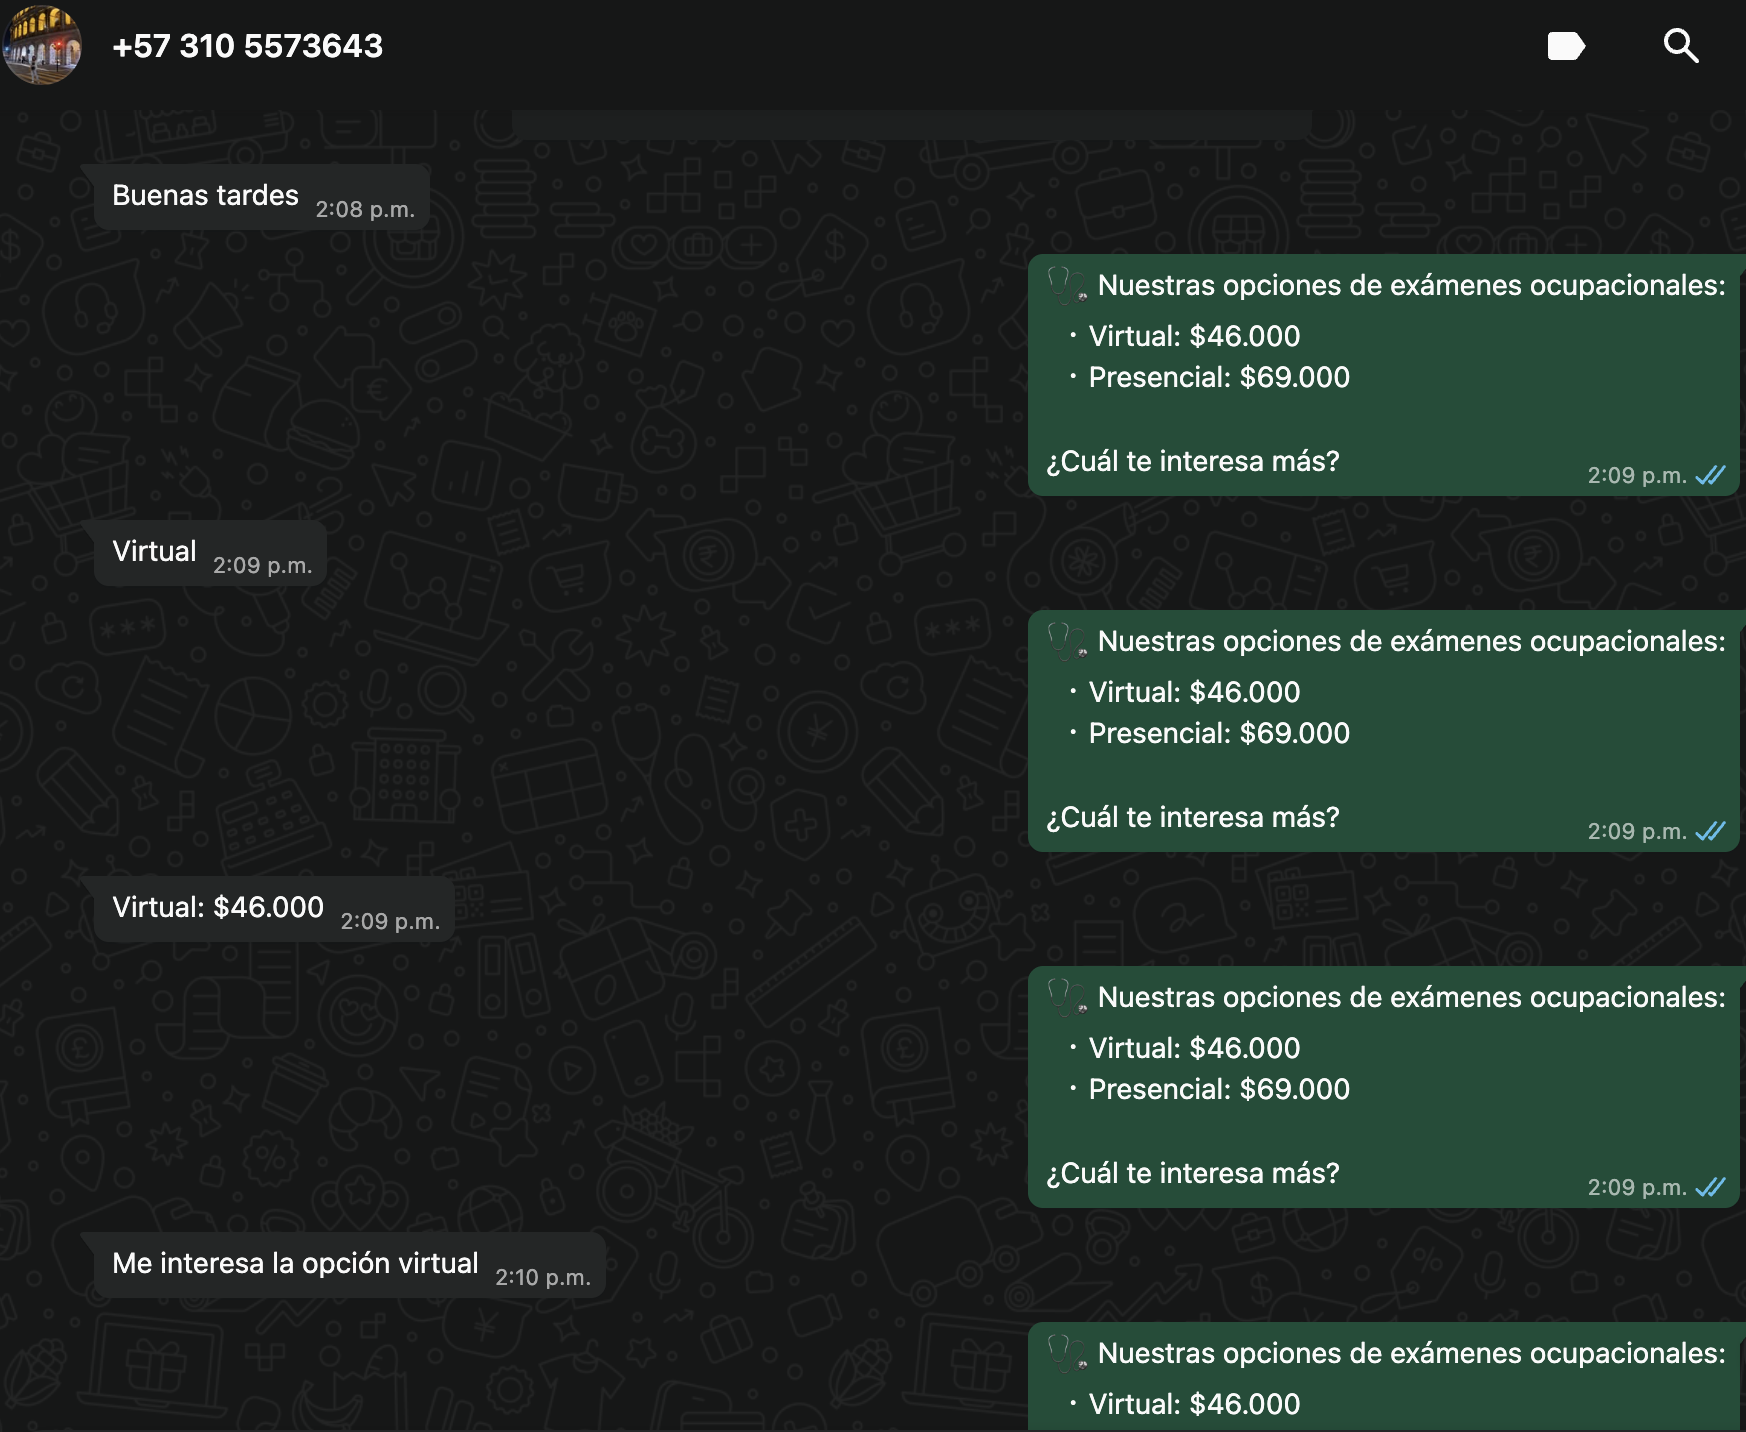 +57 310 5573643
Buenas tardes 2:08 p.m.
Nuestras opciones de exámenes ocupacionales:
· Virtual: $46.000
· Presencial: $69.000
¿Cuál te interesa más?
2:09 p.m.
Virtual 2:09 p.m.
Nuestras opciones de exámenes ocupacionales:
· Virtual: $46.000
· Presencial: $69.000
¿Cuál te interesa más?
2:09 p.m.
Virtual: $46.000 2:09 p.m.
Nuestras opciones de exámenes ocupacionales:
· Virtual: $46.000
· Presencial: $69.000
¿Cuál te interesa más?
2:09 p.m.
Me interesa la opción virtual 2:10 p.m.
Nuestras opciones de exámenes ocupacionales:
· Virtual: $46.000